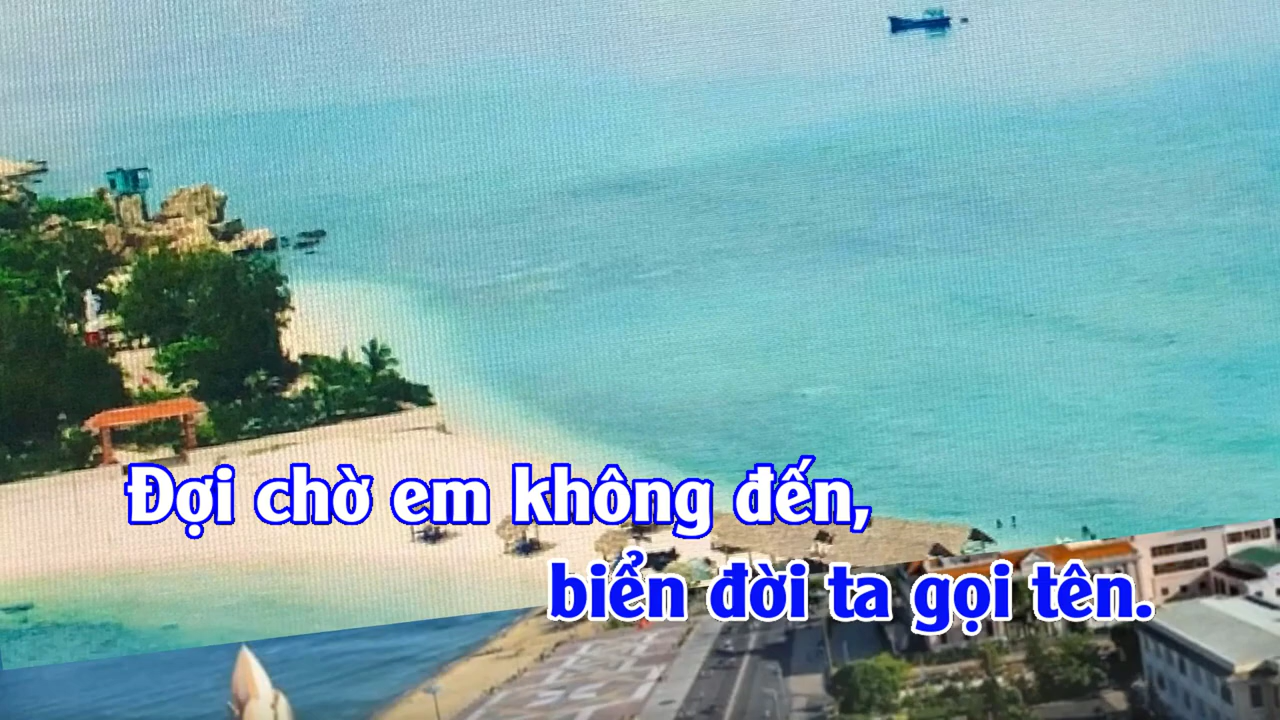 Đợi chờ em không đến,
biển đời ta gọi tên.